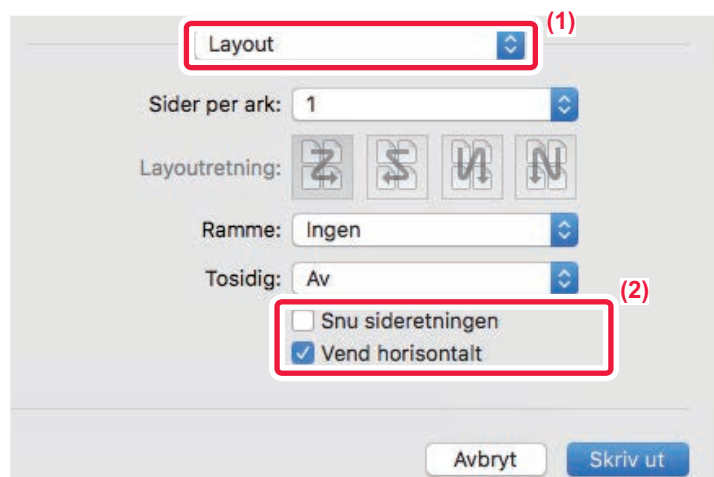 (1)
Layout
Sider per ark: 1
Layoutretning:
Ramme: Ingen
Tosidig: Av
(2)
Snu sideretningen
Vend horisontalt
Avbryt Skriv ut